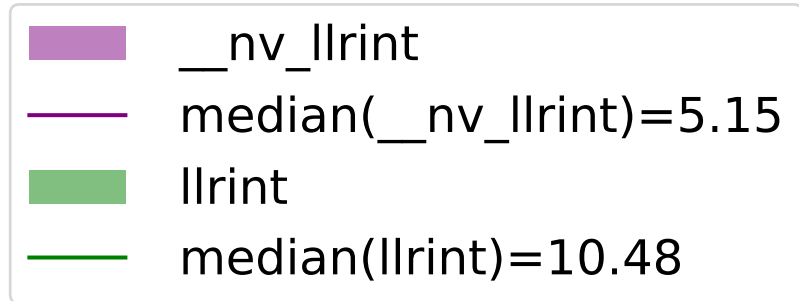 __nv_llrint
median(__nv_llrint)=5.15
llrint
median(llrint)=10.48